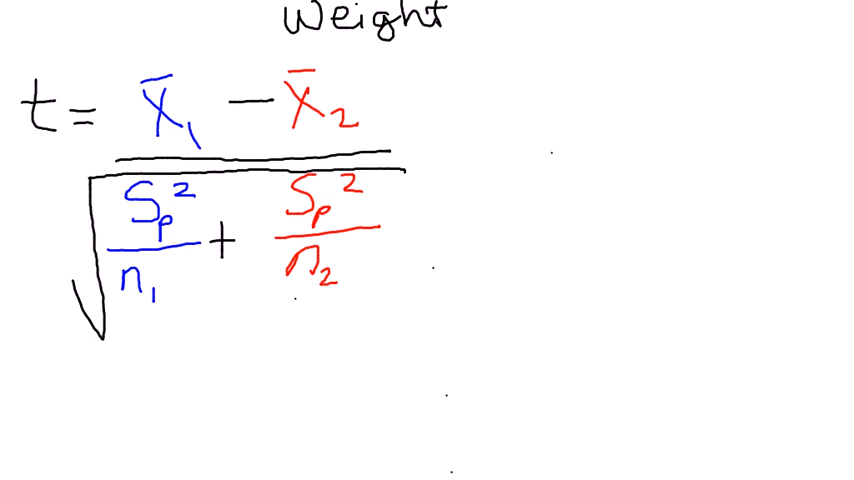 Weight
t = X̄₁ - X̄₂
√ Sp²/n₁ + Sp²/n₂